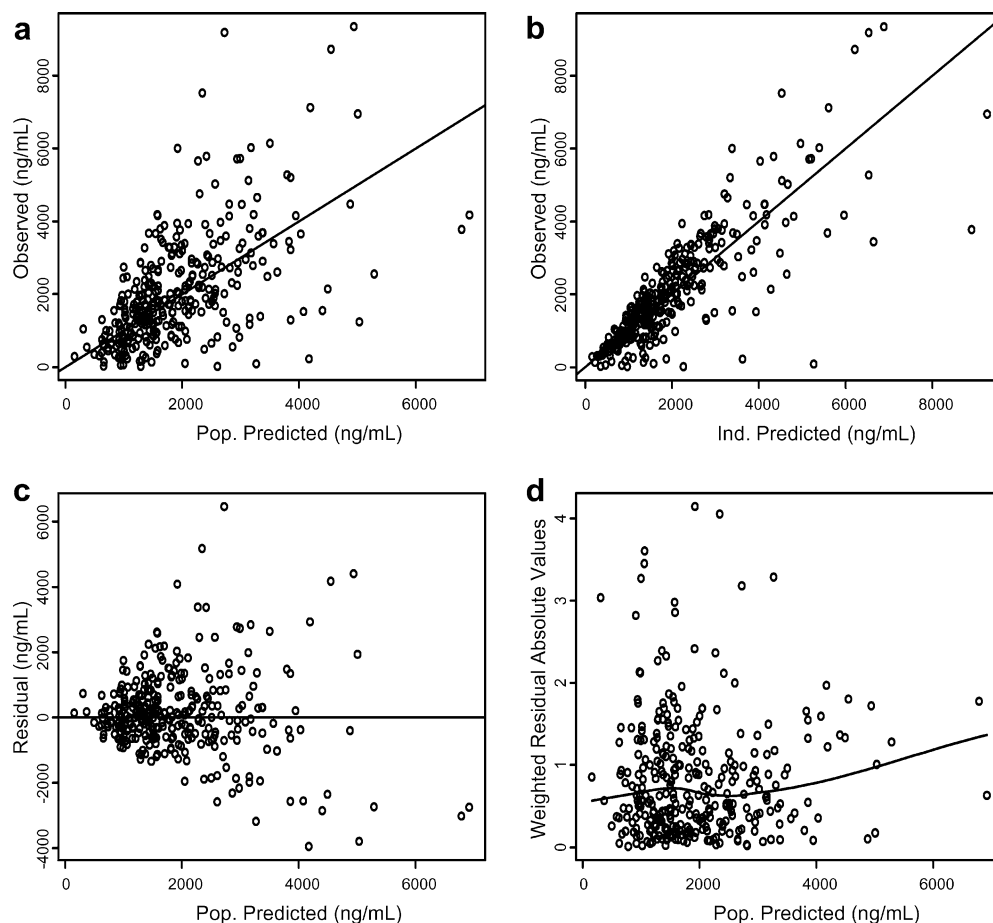 a
Observed (ng/mL)
8000
6000
4000
2000
0
0 2000 4000 6000
Pop. Predicted (ng/mL)
b
Observed (ng/mL)
8000
6000
4000
2000
0
0 2000 4000 6000 8000
Ind. Predicted (ng/mL)
c
Residual (ng/mL)
6000
4000
2000
0
-2000
-4000
0 2000 4000 6000
Pop. Predicted (ng/mL)
d
Weighted Residual Absolute Values
4
3
2
1
0
0 2000 4000 6000
Pop. Predicted (ng/mL)